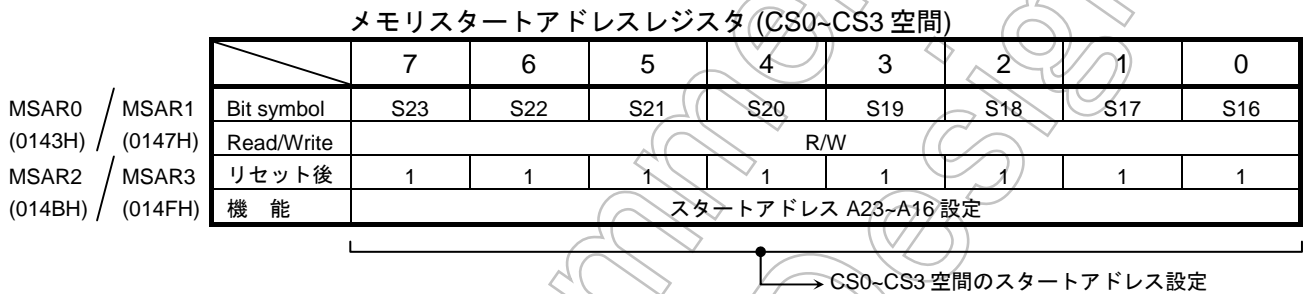 メモリスタートアドレスレジスタ (CS0~CS3 空間)
7 6 5 4 3 2 1 0
MSAR0 / MSAR1 Bit symbol S23 S22 S21 S20 S19 S18 S17 S16
(0143H) (0147H) Read/Write R/W
MSAR2 / MSAR3 リセット後 1 1 1 1 1 1 1 1
(014BH) (014FH) 機 能 スタートアドレス A23~A16 設定
CS0~CS3 空間のスタートアドレス設定